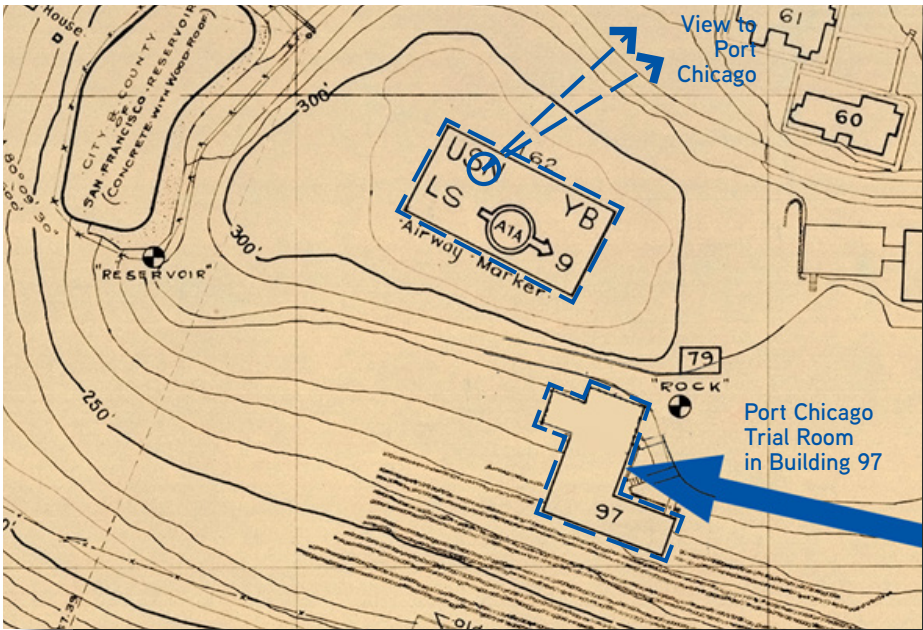 House
CITY & COUNTY
OF
SAN FRANCISCO RESERVOIR
(CONCRETE WITH WOOD ROOF)
"RESERVOIR"
300'
300'
250'
View to
Port
Chicago
61
60
162
USN
YB
LS
A1A
9
Airway Marker
79
"ROCK"
Port Chicago
Trial Room
in Building 97
97